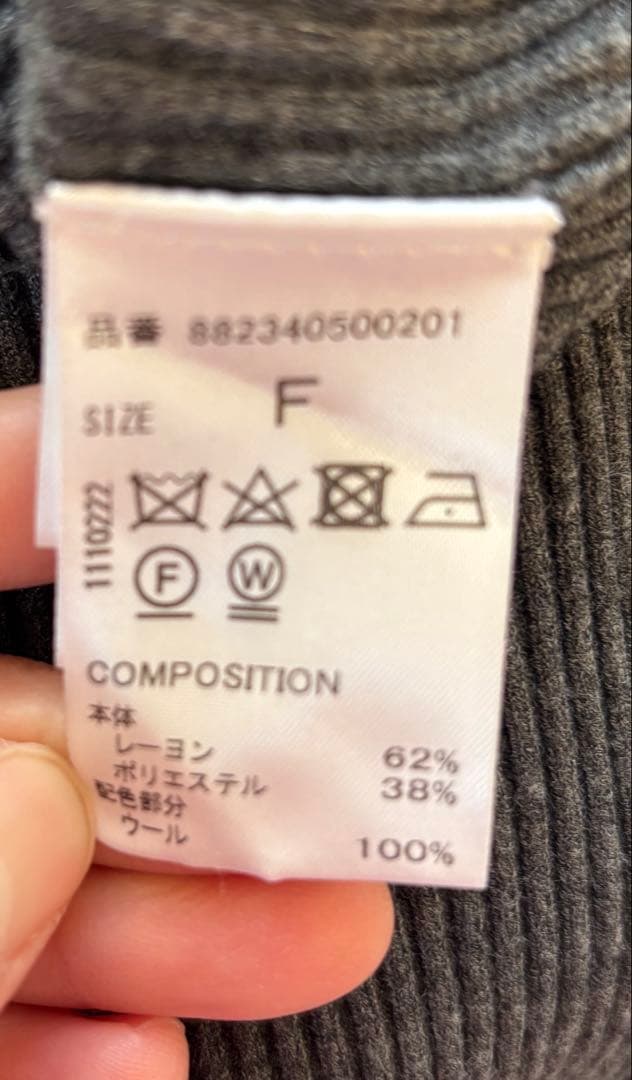 品番 882340500201
SIZE F
1110222
F W
COMPOSITION
本体
レーヨン 62%
ポリエステル 38%
配色部分
ウール 100%